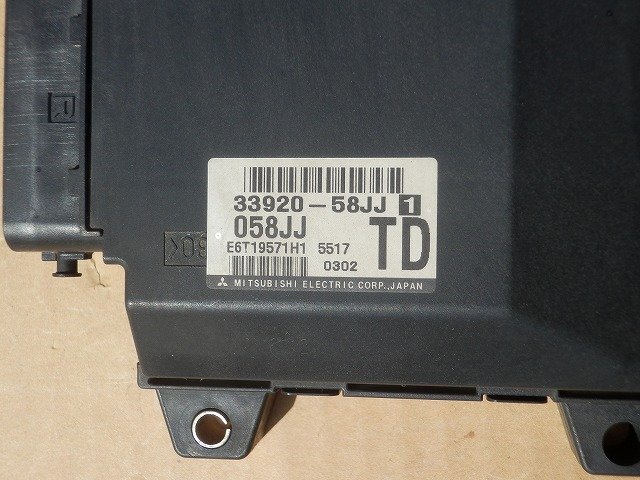 R
33920-58JJ 1
058JJ TD
E6T19571H1 5517
0302
MITSUBISHI ELECTRIC CORP.,JAPAN